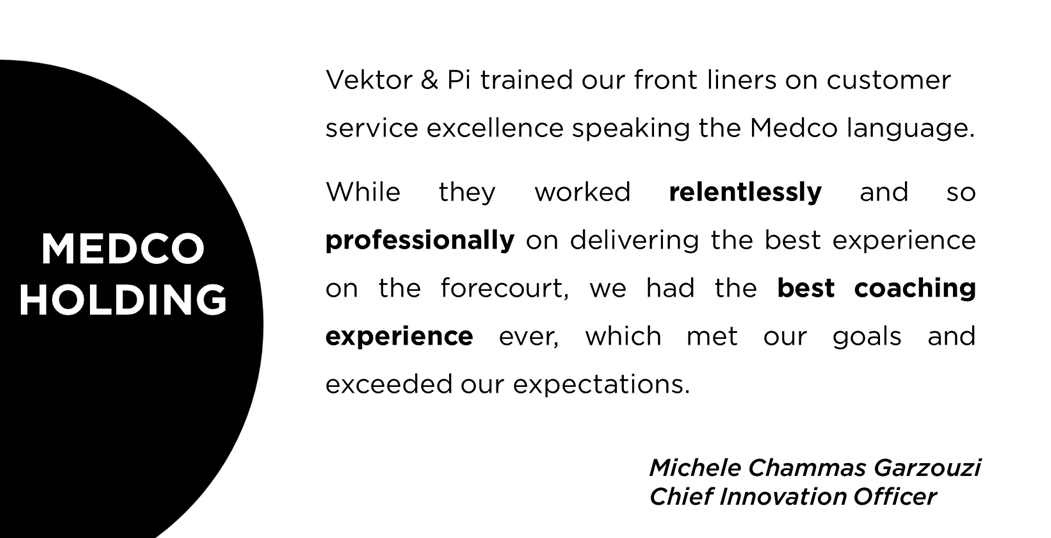 MEDCO
HOLDING
Vektor & Pi trained our front liners on customer
service excellence speaking the Medco language.
While they worked relentlessly and so
professionally on delivering the best experience
on the forecourt, we had the best coaching
experience ever, which met our goals and
exceeded our expectations.
Michele Chammas Garzouzi
Chief Innovation Officer